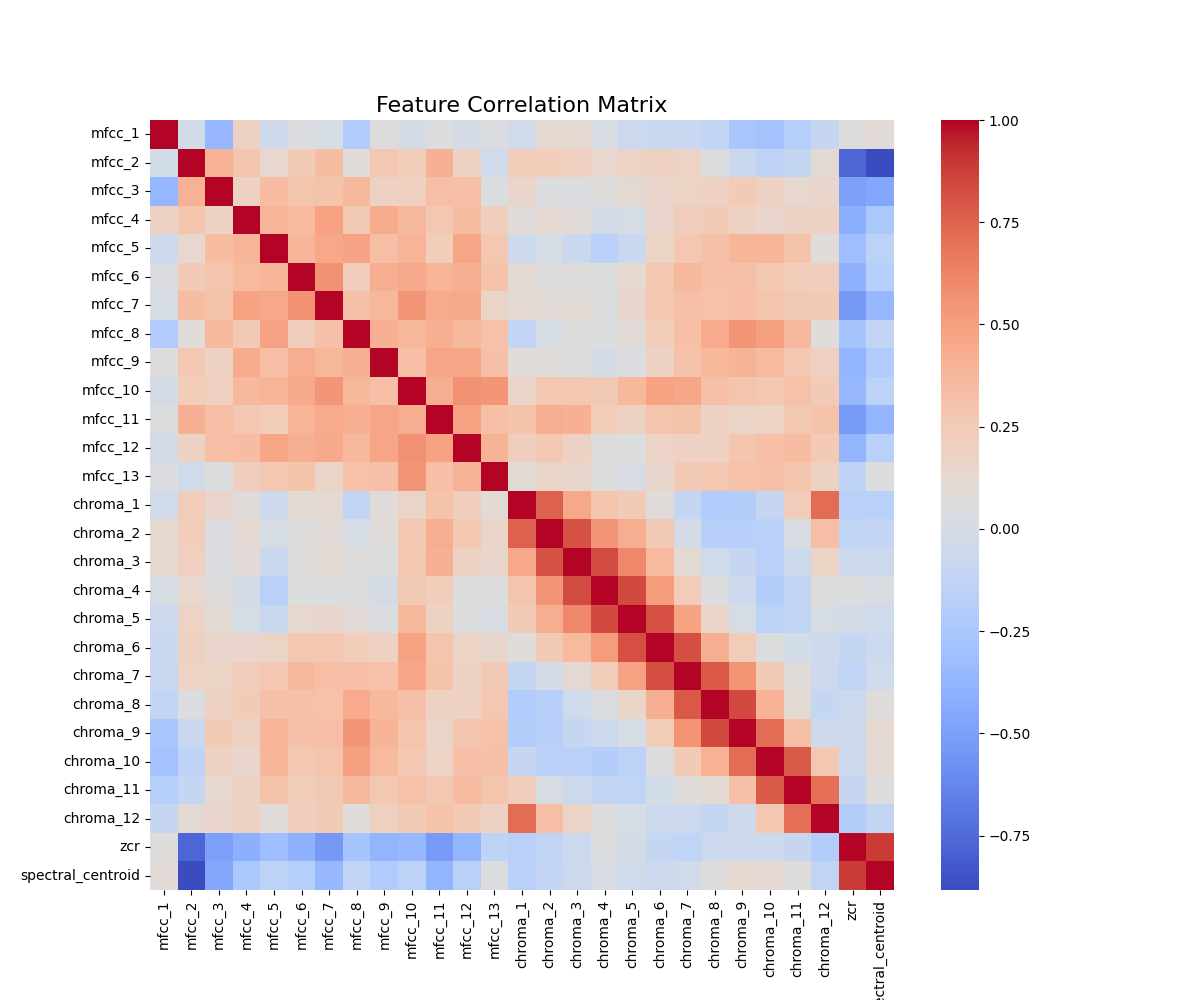 Feature Correlation Matrix
mfcc_1
mfcc_2
mfcc_3
mfcc_4
mfcc_5
mfcc_6
mfcc_7
mfcc_8
mfcc_9
mfcc_10
mfcc_11
mfcc_12
mfcc_13
chroma_1
chroma_2
chroma_3
chroma_4
chroma_5
chroma_6
chroma_7
chroma_8
chroma_9
chroma_10
chroma_11
chroma_12
zcr
spectral_centroid
mfcc_1
mfcc_2
mfcc_3
mfcc_4
mfcc_5
mfcc_6
mfcc_7
mfcc_8
mfcc_9
mfcc_10
mfcc_11
mfcc_12
mfcc_13
chroma_1
chroma_2
chroma_3
chroma_4
chroma_5
chroma_6
chroma_7
chroma_8
chroma_9
chroma_10
chroma_11
chroma_12
zcr
ectral_centroid
1.00
0.75
0.50
0.25
0.00
−0.25
−0.50
−0.75